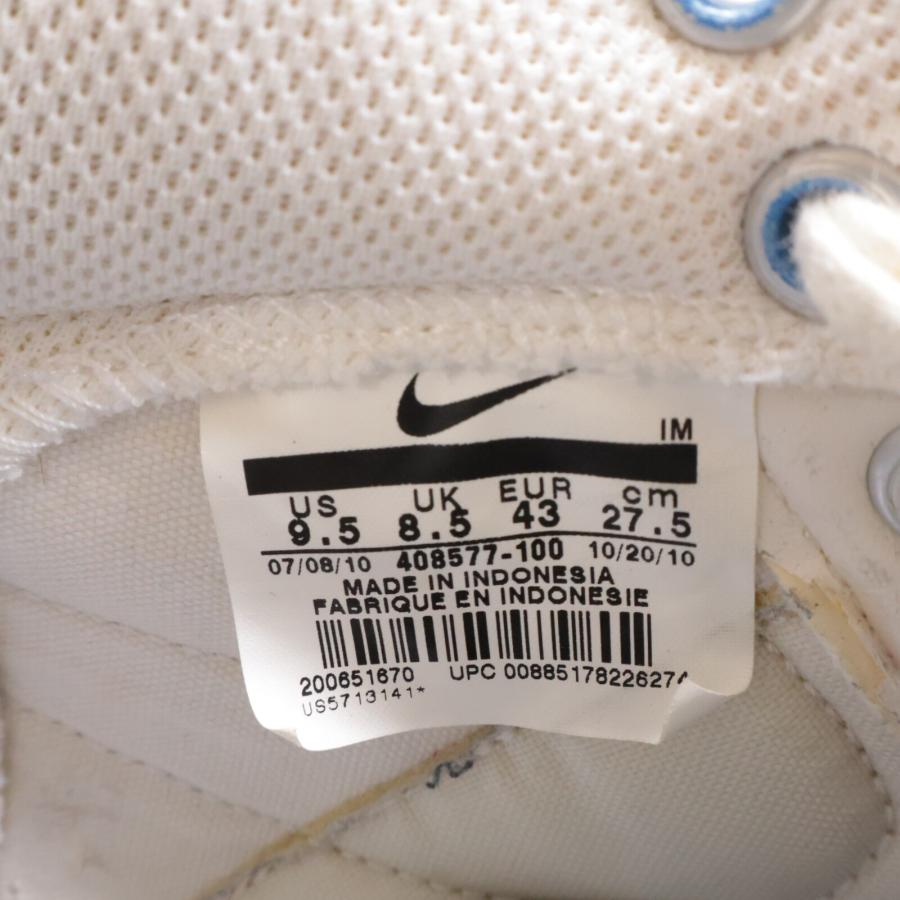 IM
US UK EUR cm
9.5 8.5 43 27.5
07/08/10 408577-100 10/20/10
MADE IN INDONESIA
FABRIQUE EN INDONESIE
200651670 UPC 00885178226274
US5713141*